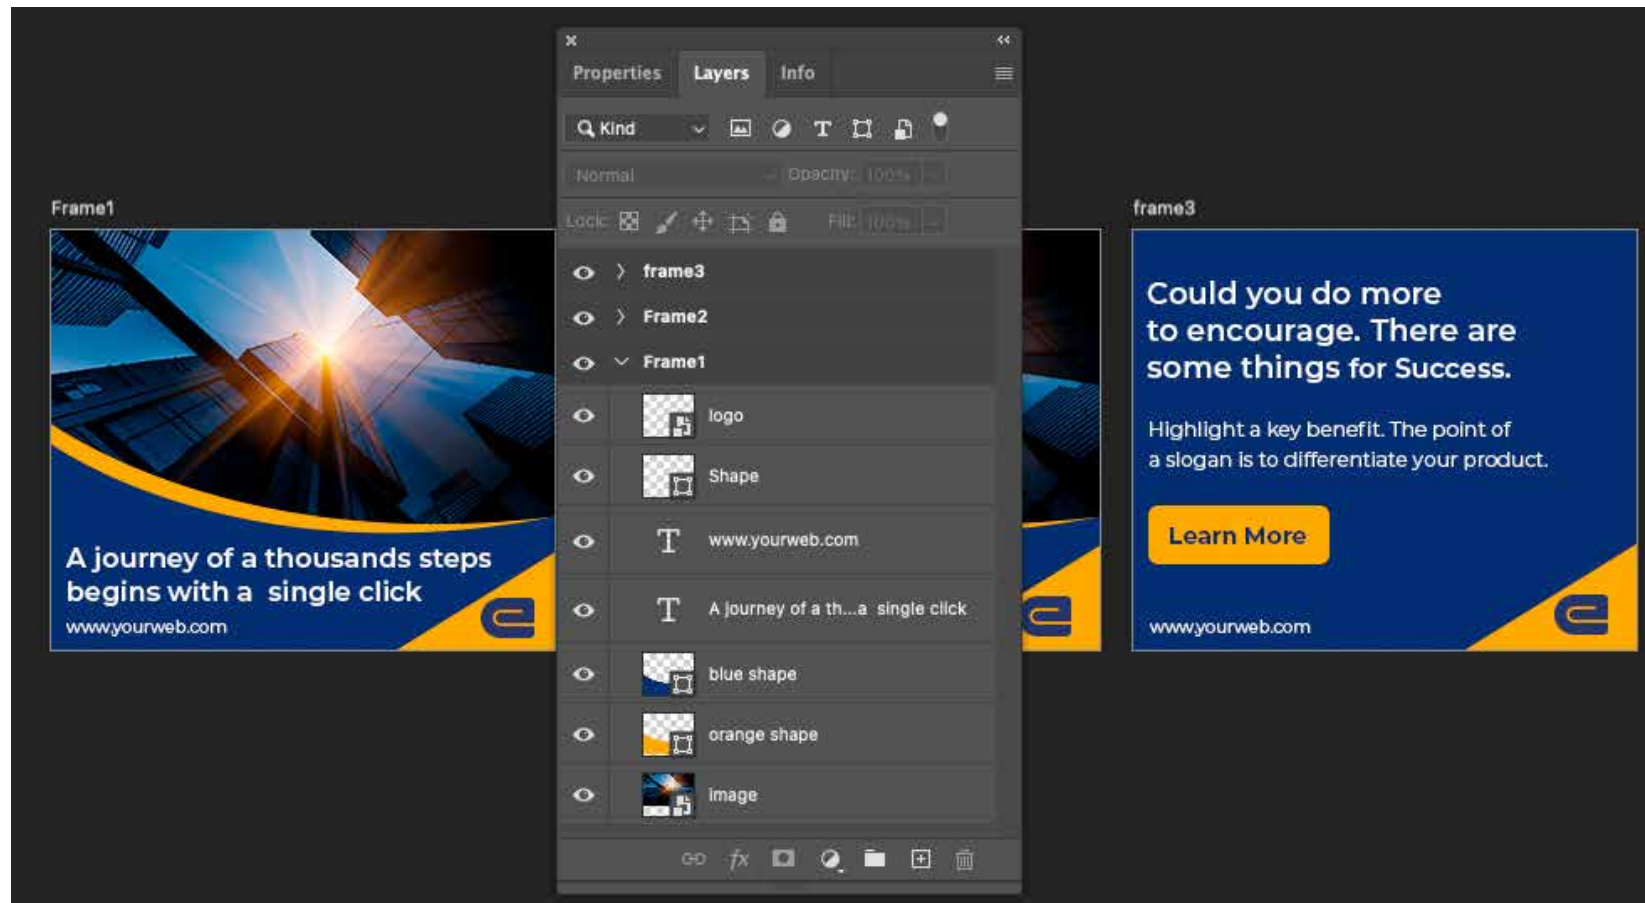 Frame1
A journey of a thousands steps
begins with a  single click
www.yourweb.com
Properties
Layers
Info
Kind
Normal
Opacity: 100%
Lock:
Fill: 100%
frame3
Frame2
Frame1
logo
Shape
www.yourweb.com
A journey of a th...a  single click
blue shape
orange shape
image
fx
frame3
Could you do more
to encourage. There are
some things for Success.
Highlight a key benefit. The point of
a slogan is to differentiate your product.
Learn More
www.yourweb.com